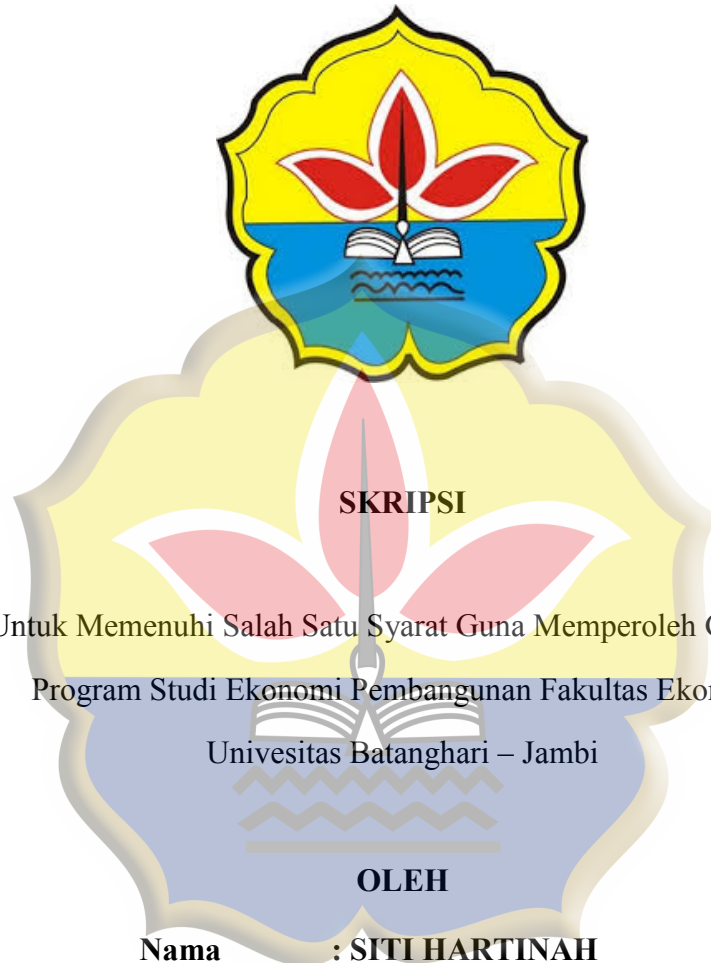 SKRIPSI
Untuk Memenuhi Salah Satu Syarat Guna Memperoleh
Program Studi Ekonomi Pembangunan Fakultas
Univesitas Batanghari – Jambi
OLEH
Nama : SITI HARTINAH